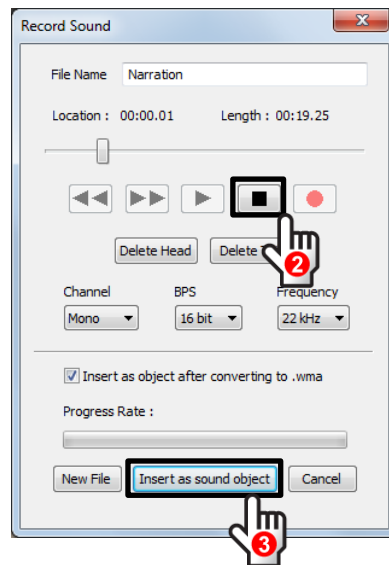 Record Sound
x
File Name Narration
Location : 00:00.01 Length : 00:19.25
Delete Head Delete
2
Channel BPS Frequency
Mono 16 bit 22 kHz
Insert as object after converting to .wma
Progress Rate :
New File Insert as sound object Cancel
3